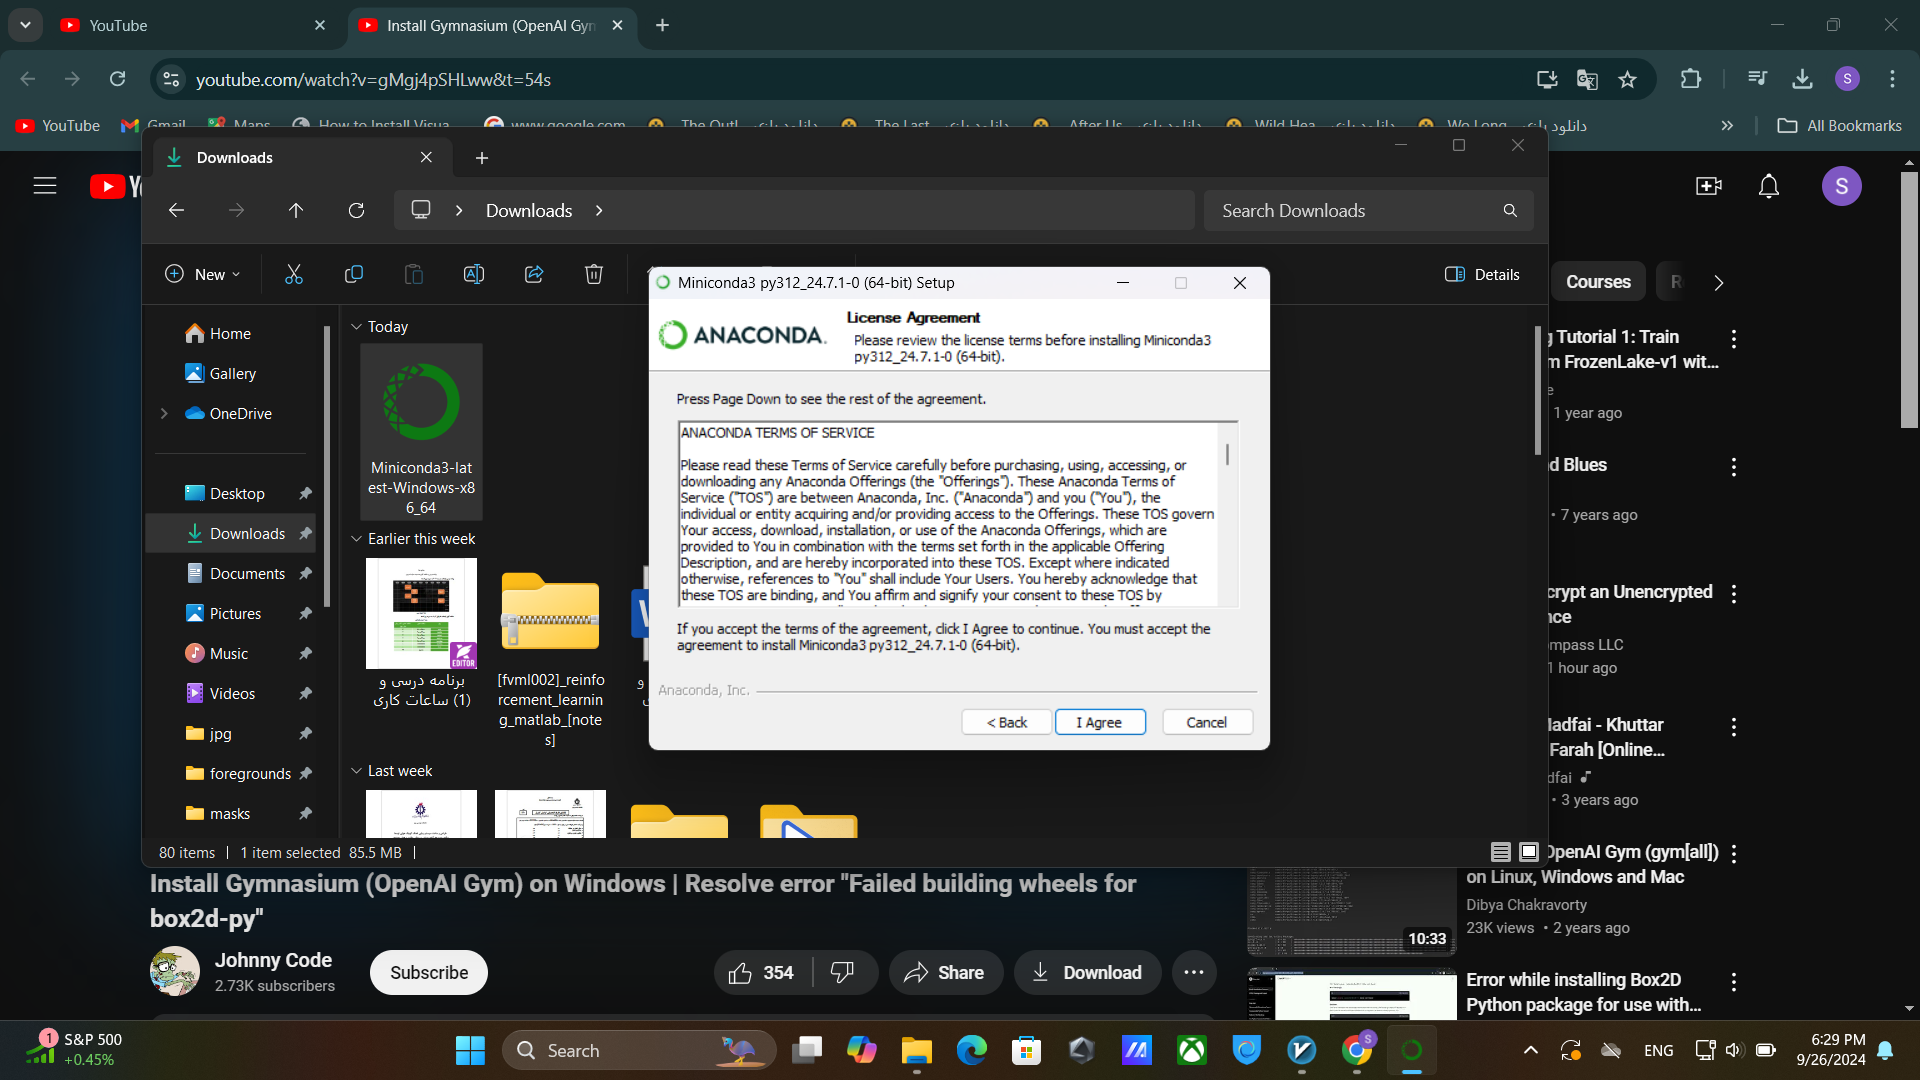 YouTube
Install Gymnasium (OpenAI Gyn
youtube.com/watch?v=gMgj4pSHLww&t=54s
S
YouTube
Gmail
Maps
How to Install Visua
www.google.com
The Outl
دانلود بازی
The Last
دانلود بازی
After Us
دانلود بازی
Wild Hea
دانلود بازی
Wo Long
دانلود بازی
All Bookmarks
Downloads
Downloads
Search Downloads
S
New
Details
Courses
Home
Gallery
OneDrive
Desktop
Downloads
Documents
Pictures
Music
Videos
jpg
foregrounds
masks
Today
Miniconda3-lat
est-Windows-x8
6_64
Earlier this week
EDITOR
برنامه درسی و
ساعات کاری (1)
[fvml002]_reinfo
rcement_learnin
g_matlab_[note
s]
Last week
80 items
1 item selected 85.5 MB
Miniconda3 py312_24.7.1-0 (64-bit) Setup
ANACONDA.
License Agreement
Please review the license terms before installing Miniconda3
py312_24.7.1-0 (64-bit).
Press Page Down to see the rest of the agreement.
ANACONDA TERMS OF SERVICE
Please read these Terms of Service carefully before purchasing, using, accessing, or
downloading any Anaconda Offerings (the "Offerings"). These Anaconda Terms of
Service ("TOS") are between Anaconda, Inc. ("Anaconda") and you ("You"), the
individual or entity acquiring and/or providing access to the Offerings. These TOS govern
Your access, download, installation, or use of the Anaconda Offerings, which are
provided to You in combination with the terms set forth in the applicable Offering
Description, and are hereby incorporated into these TOS. Except where indicated
otherwise, references to "You" shall include Your Users. You hereby acknowledge that
these TOS are binding, and You affirm and signify your consent to these TOS by
If you accept the terms of the agreement, click I Agree to continue. You must accept the
agreement to install Miniconda3 py312_24.7.1-0 (64-bit).
Anaconda, Inc.
< Back
I Agree
Cancel
g Tutorial 1: Train
m FrozenLake-v1 wit...
1 year ago
d Blues
• 7 years ago
crypt an Unencrypted
nce
mpass LLC
1 hour ago
adfai - Khuttar
Farah [Online...
dfai
• 3 years ago
OpenAI Gym (gym[all])
on Linux, Windows and Mac
Dibya Chakravorty
23K views • 2 years ago
10:33
Error while installing Box2D
Python package for use with...
Install Gymnasium (OpenAI Gym) on Windows | Resolve error "Failed building wheels for
box2d-py"
Johnny Code
2.73K subscribers
Subscribe
354
Share
Download
1
S&P 500
+0.45%
Search
S
ENG
6:29 PM
9/26/2024